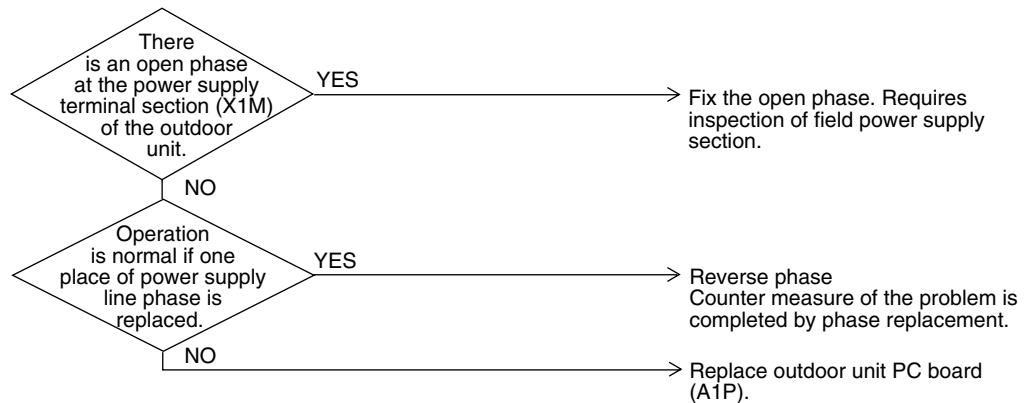 There
is an open phase
at the power supply
terminal section (X1M)
of the outdoor
unit.
YES
Fix the open phase. Requires
inspection of field power supply
section.
NO
Operation
is normal if one
place of power supply
line phase is
replaced.
YES
Reverse phase
Counter measure of the problem is
completed by phase replacement.
NO
Replace outdoor unit PC board
(A1P).